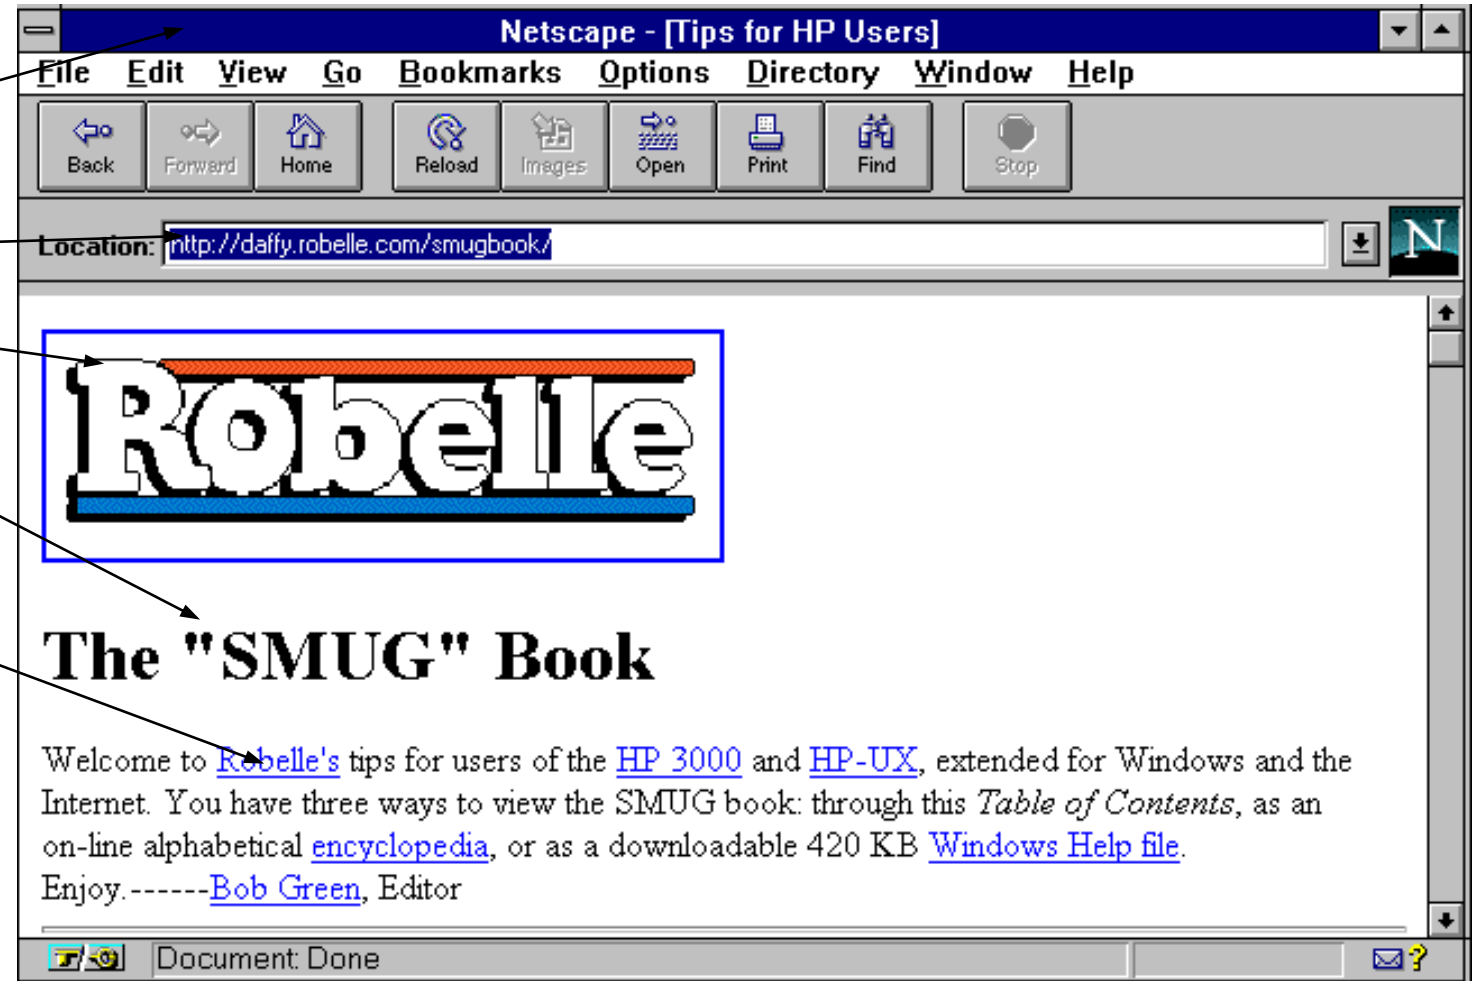 Netscape - [Tips for HP Users]
File Edit View Go Bookmarks Options Directory Window Help
Back Forward Home Reload Images Open Print Find Stop
Location: http://daffy.robelle.com/smugbook/ N
Robelle
The "SMUG" Book
Welcome to Robelle's tips for users of the HP 3000 and HP-UX, extended for Windows and the
Internet. You have three ways to view the SMUG book: through this Table of Contents, as an
on-line alphabetical encyclopedia, or as a downloadable 420 KB Windows Help file.
Enjoy.------Bob Green, Editor
Document: Done ?